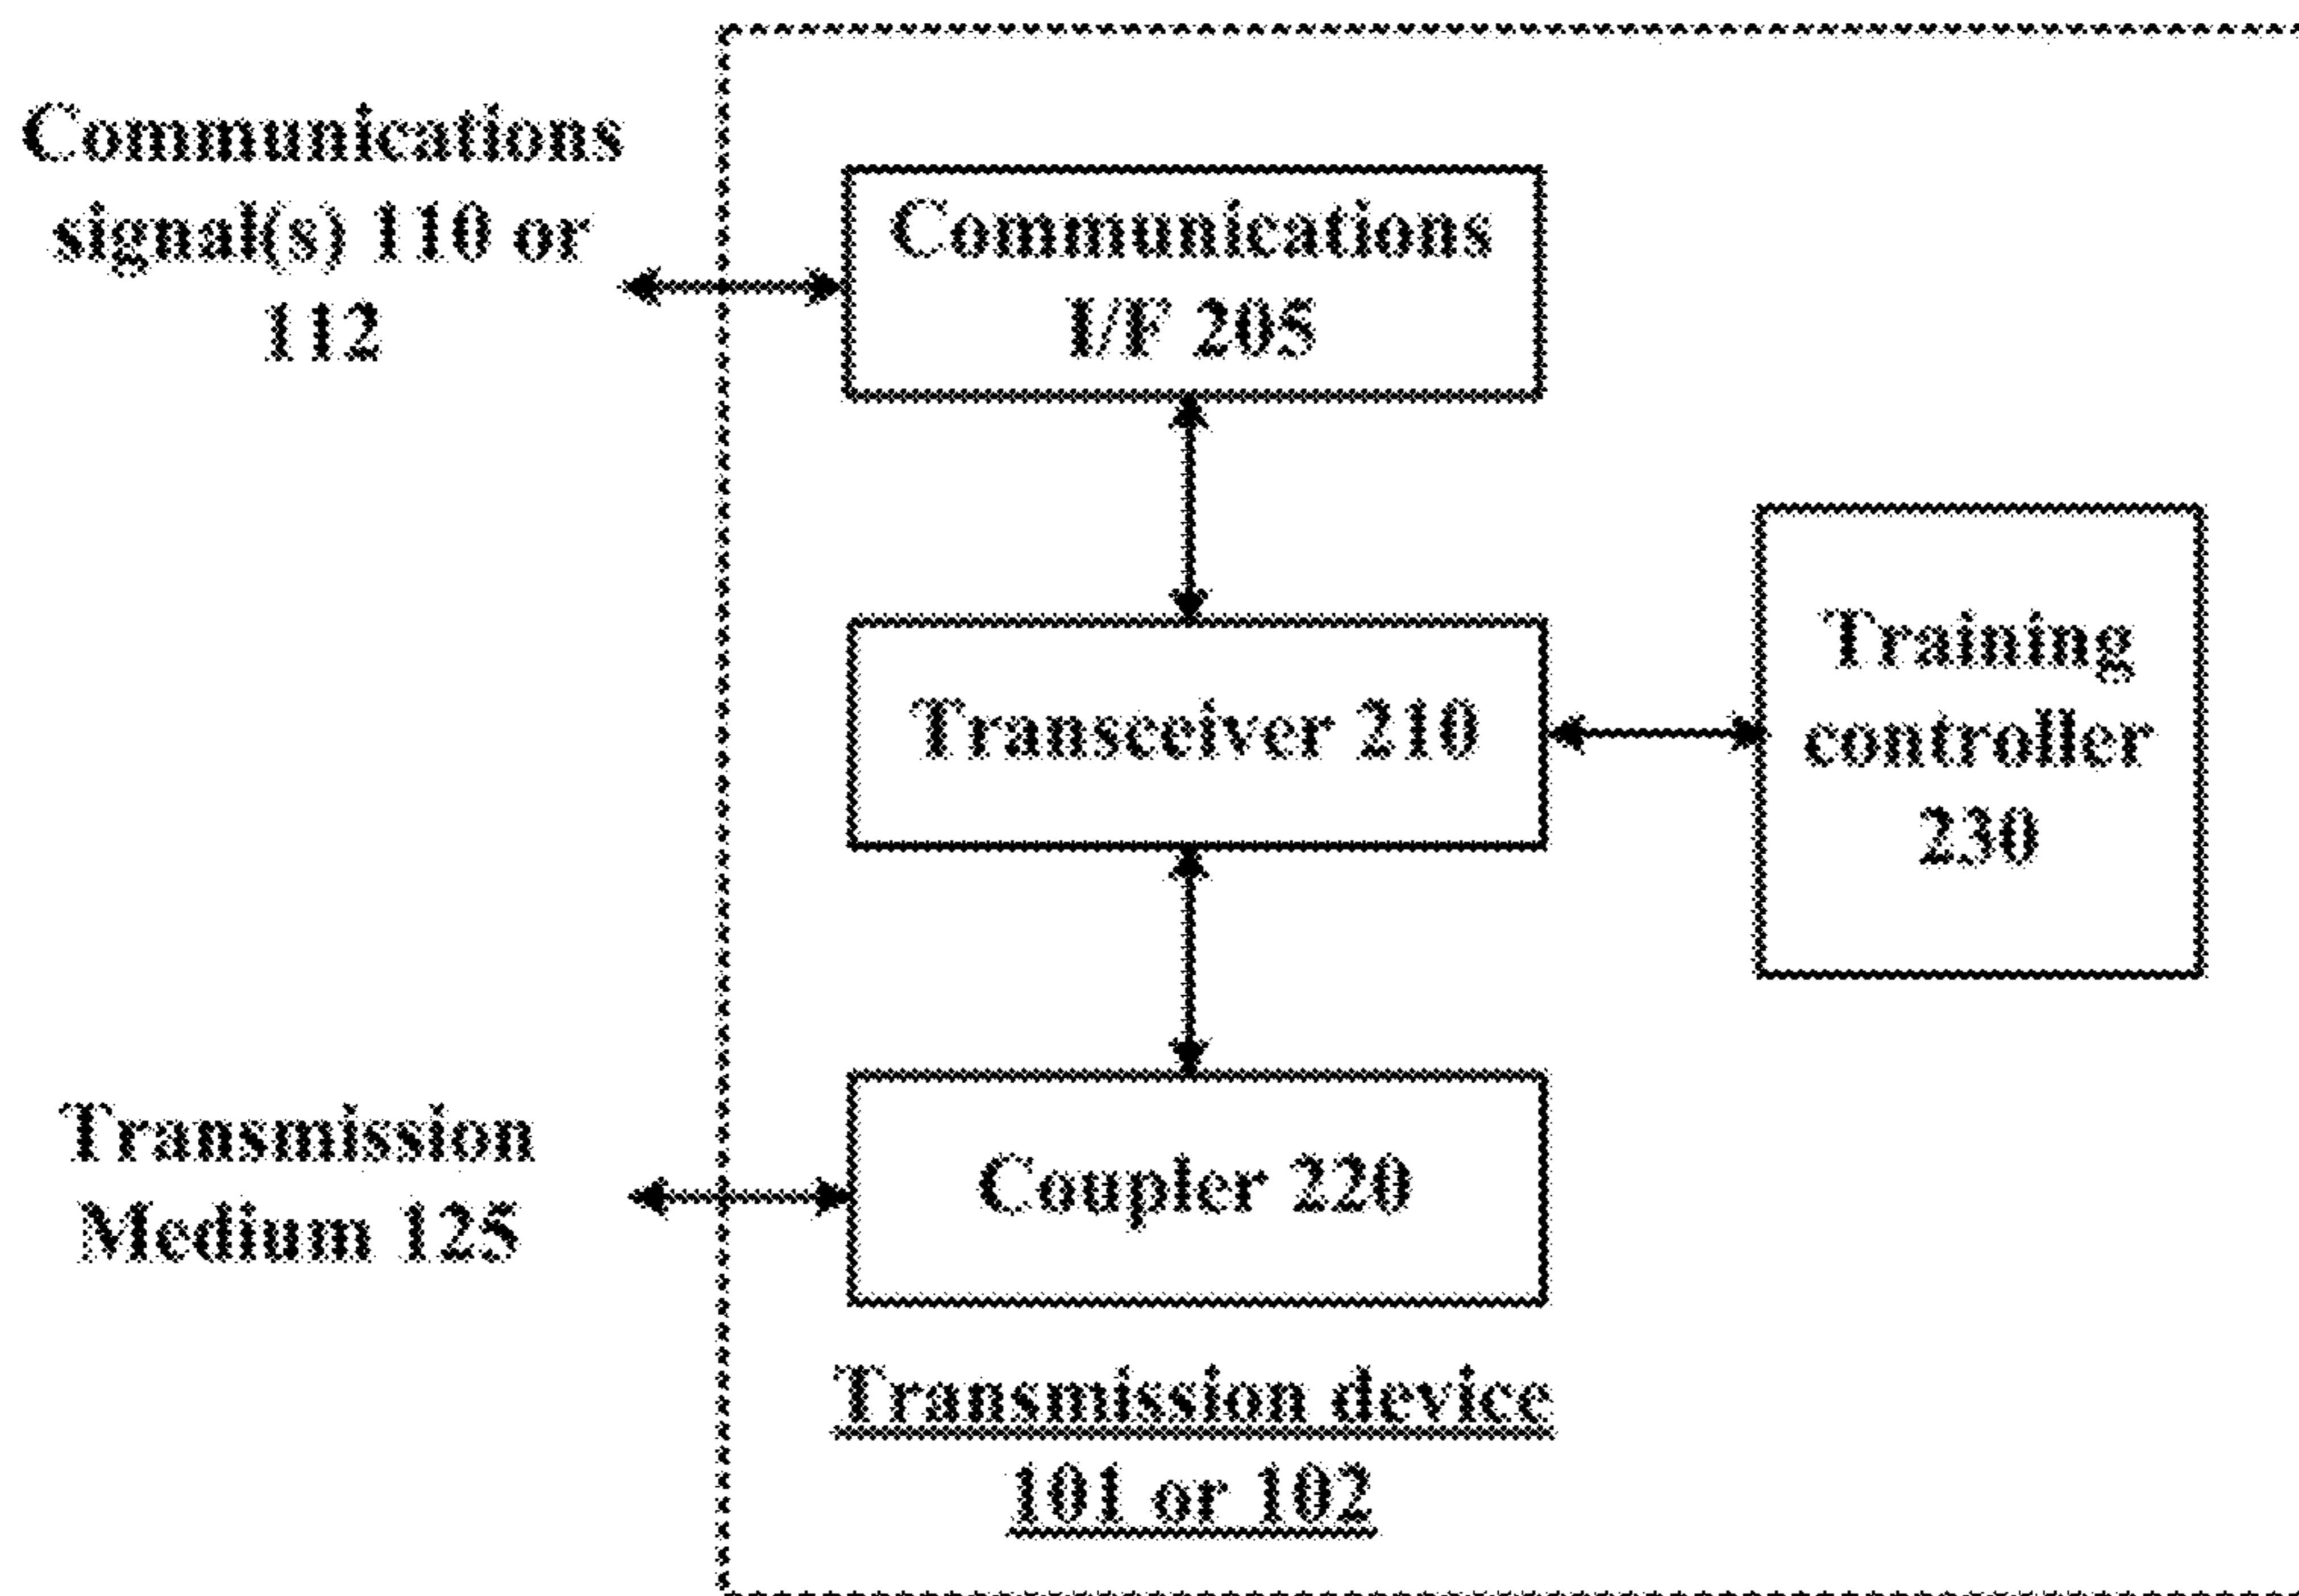 Communications
signal(s) 110 or
112
Communications
I/F 205
Transceiver 210
Training
controller
230
Transmission
Medium 125
Coupler 220
Transmission device
101 or 102